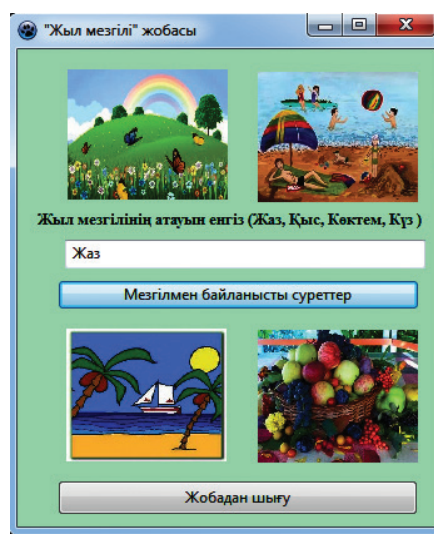 "Жыл мезгілі" жобасы
Жыл мезгілінің атауын енгіз (Жаз, Қыс, Көктем, Күз )
Жаз
Мезгілмен байланысты суреттер
Жобадан шығу